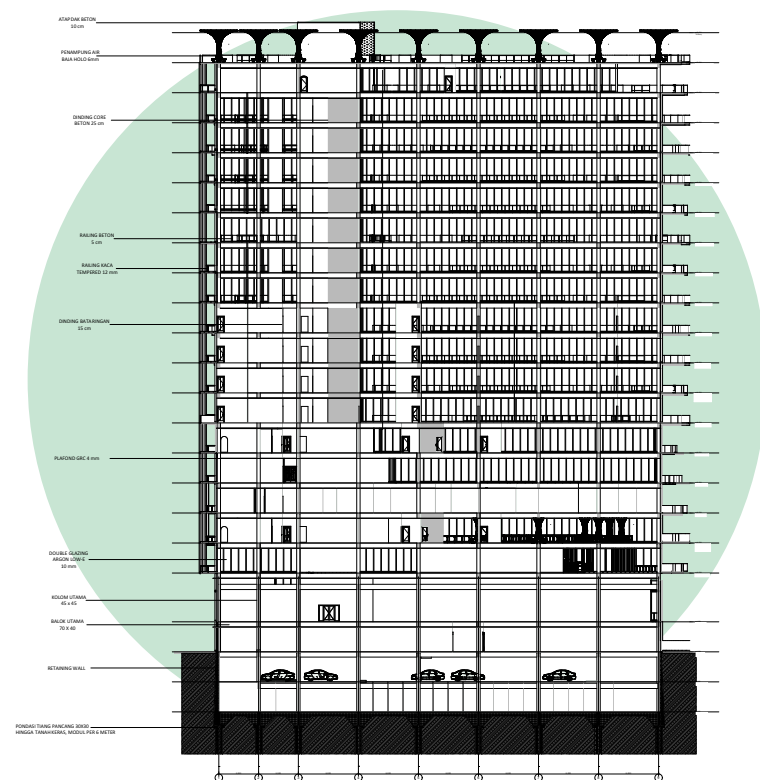 ATAPDAK BETON
10 cm
PENAMPUNG AIR
BAJA HOLO 6mm
DINDING CORE
BETON 25 cm
RAILING BETON
5 cm
RAILING KACA
TEMPERED 12 mm
DINDING BATARINGAN
15 cm
PLAFOND GRC 4 mm
DOUBLE GLAZING
ARGON LOW-E
10 mm
KOLOM UTAMA
45 x 45
BALOK UTAMA
70 X 40
RETAINING WALL
PONDASI TIANG PANCANG 30X30
HINGGA TANAH KERAS, MODUL PER 6 METER